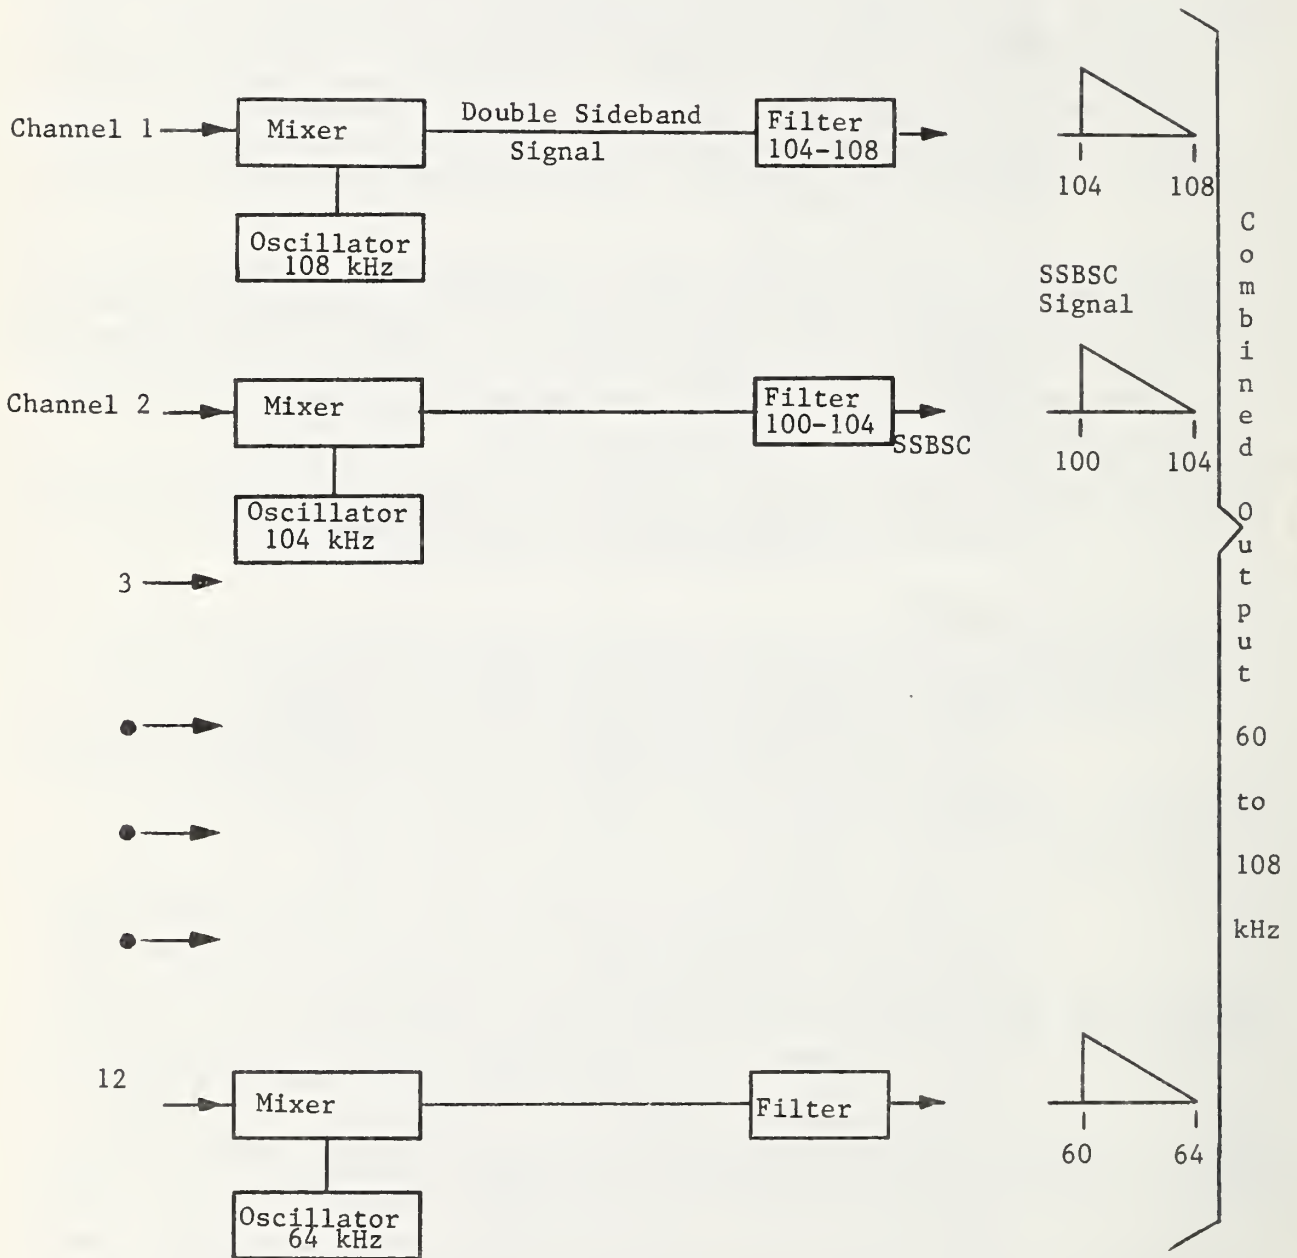 Channel 1
Mixer
Double Sideband
Signal
Filter
104-108
104 108
Oscillator
108 kHz
SSBSC
Signal
Channel 2
Mixer
Filter
100-104
SSBSC
100 104
Oscillator
104 kHz
3
12
Mixer
Filter
60 64
Oscillator
64 kHz
Combined Output 60 to 108 kHz